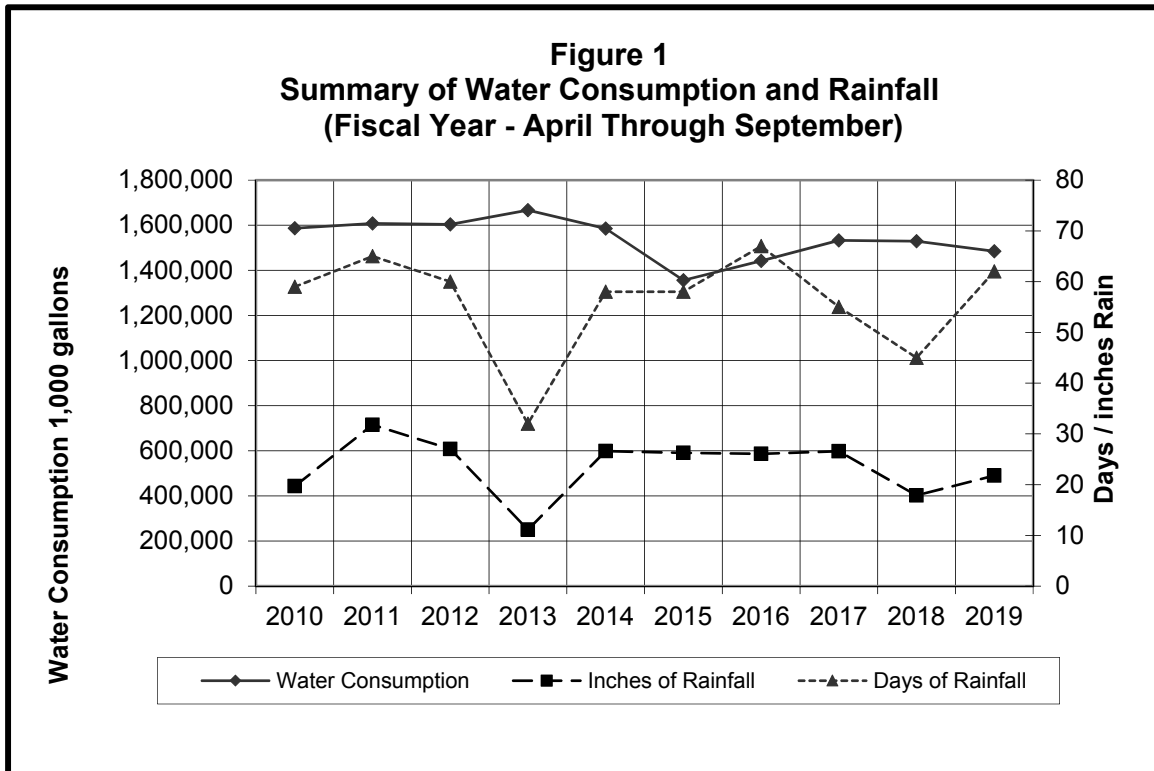 Figure 1
Summary of Water Consumption and Rainfall
(Fiscal Year - April Through September)
Water Consumption 1,000 gallons
1,800,000
1,600,000
1,400,000
1,200,000
1,000,000
800,000
600,000
400,000
200,000
0
80
70
60
50
40
30
20
10
0
Days / inches Rain
2010 2011 2012 2013 2014 2015 2016 2017 2018 2019
Water Consumption Inches of Rainfall Days of Rainfall